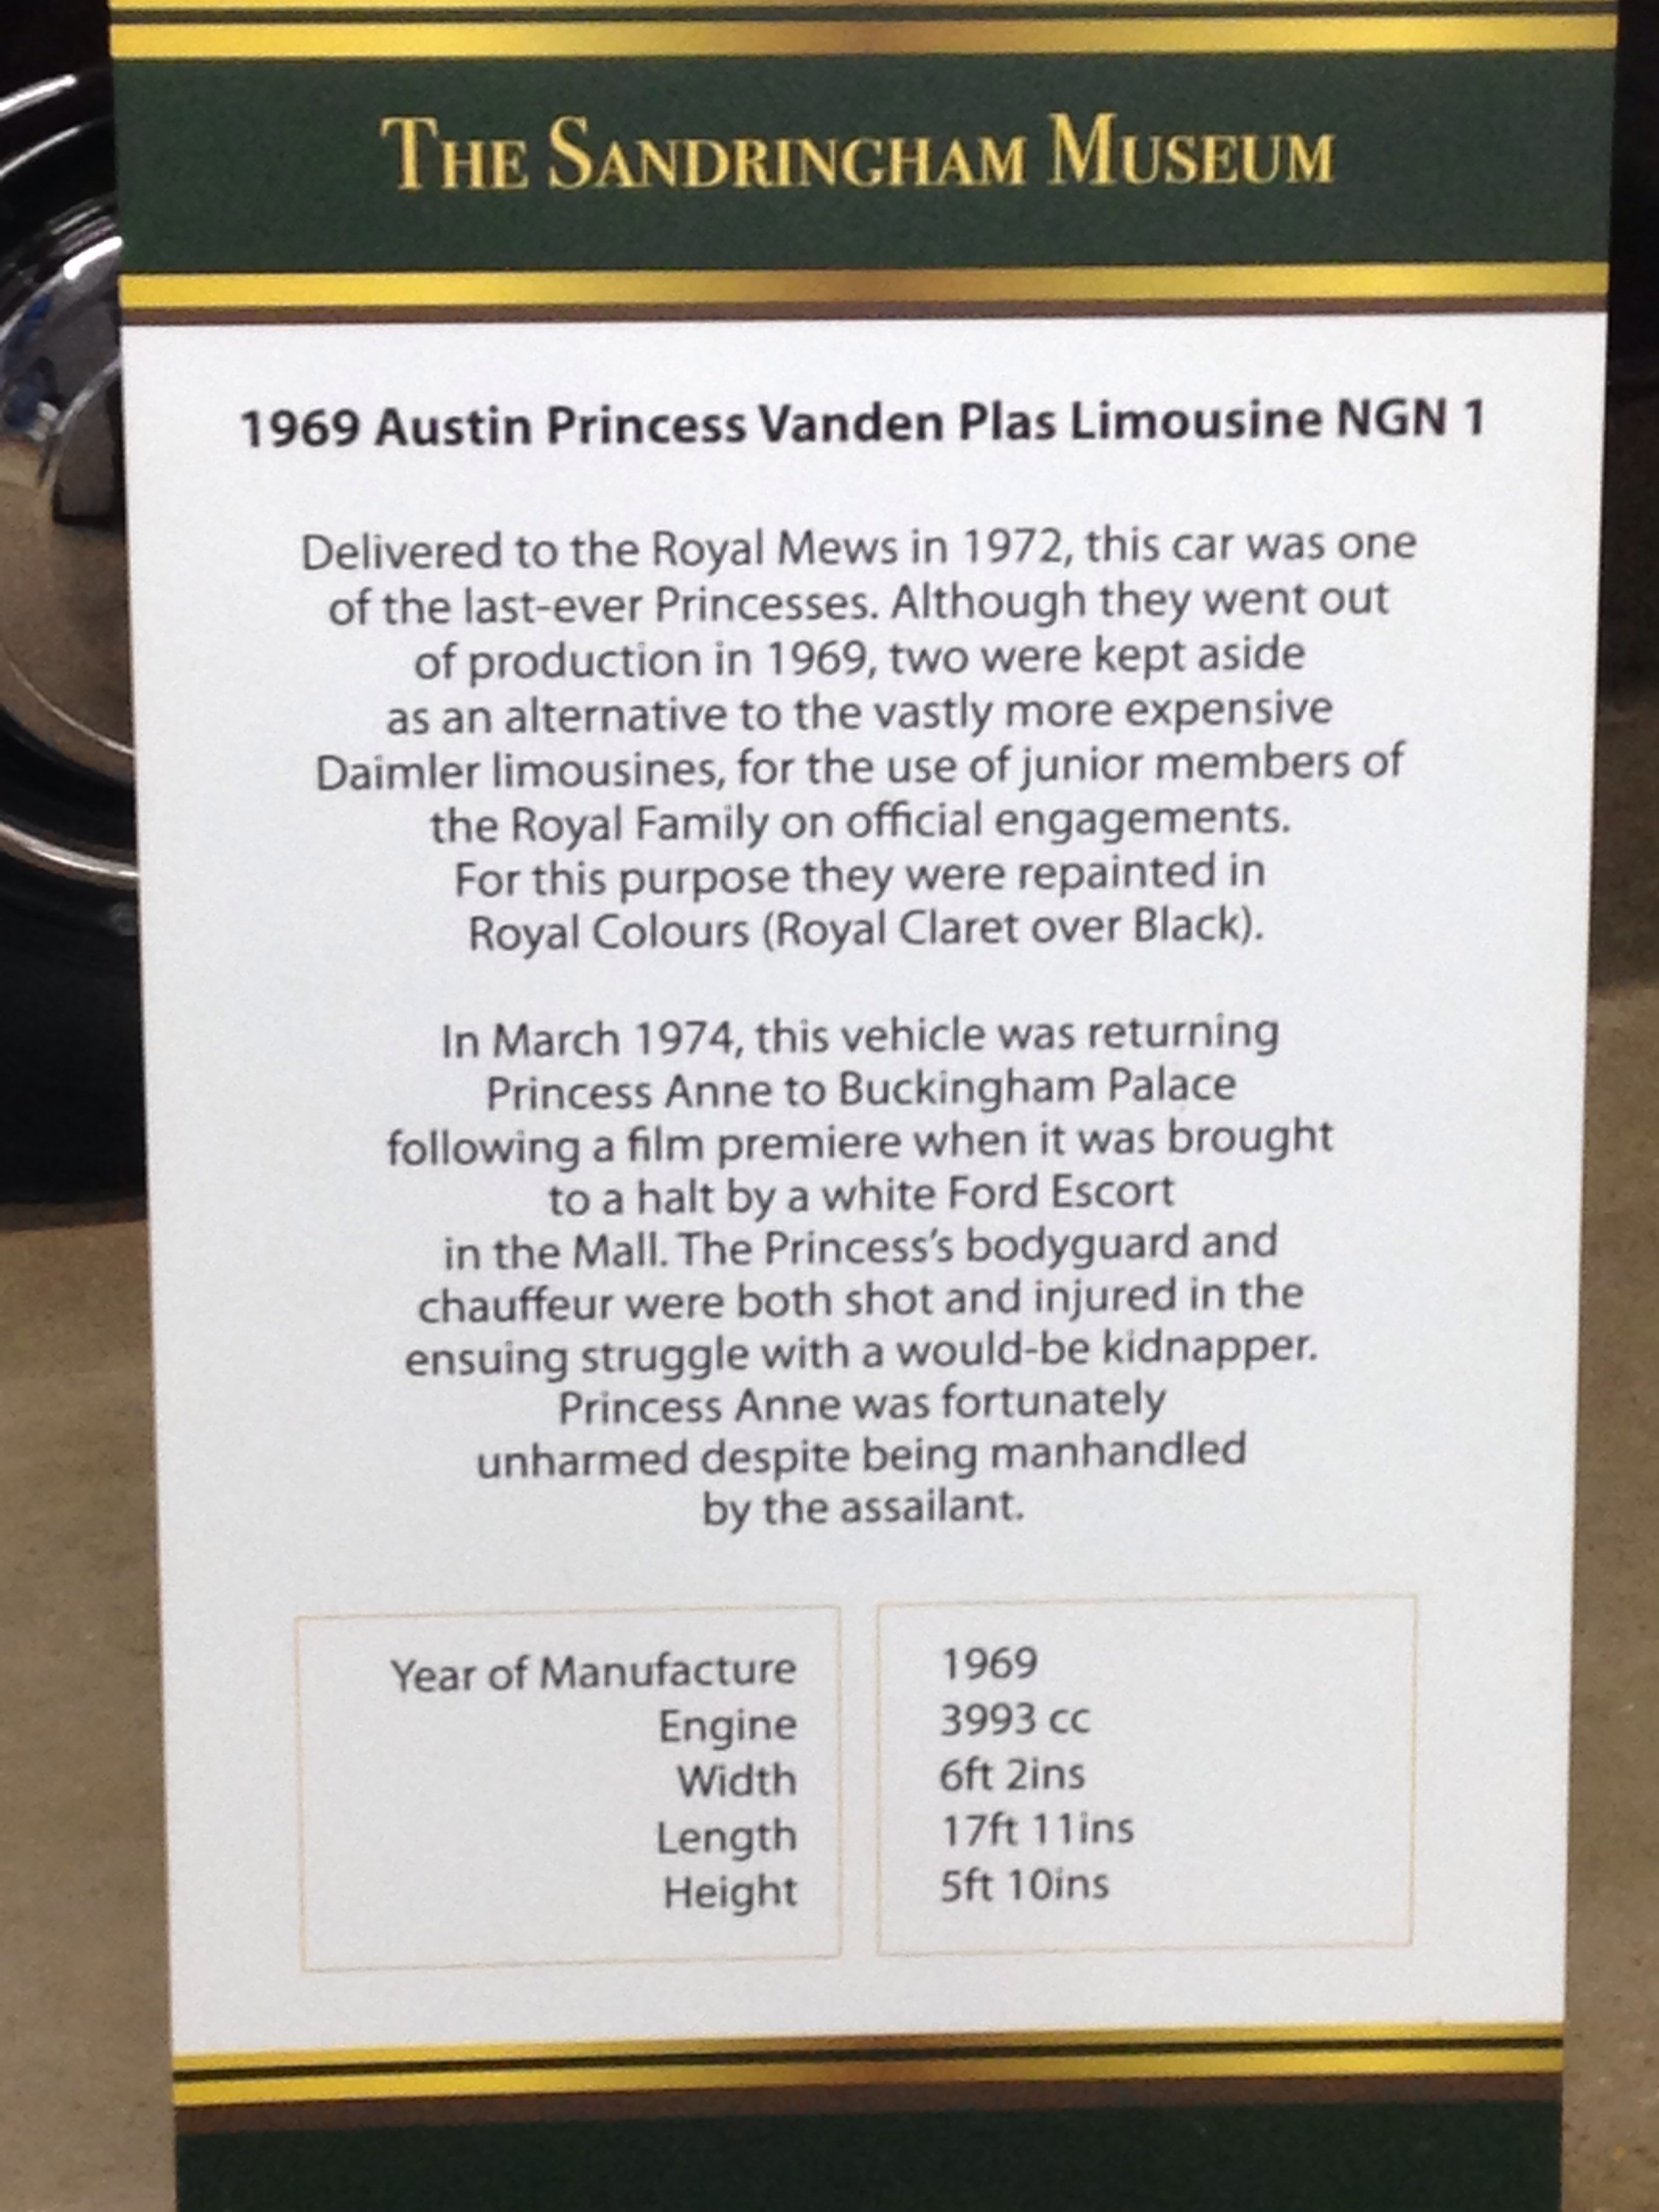 THE SANDRINGHAM MUSEUM
1969 Austin Princess Vanden Plas Limousine NGN 1
Delivered to the Royal Mews in 1972, this car was one
of the last-ever Princesses. Although they went out
of production in 1969, two were kept aside
as an alternative to the vastly more expensive
Daimler limousines, for the use of junior members of
the Royal Family on official engagements.
For this purpose they were repainted in
Royal Colours (Royal Claret over Black).
In March 1974, this vehicle was returning
Princess Anne to Buckingham Palace
following a film premiere when it was brought
to a halt by a white Ford Escort
in the Mall. The Princess's bodyguard and
chauffeur were both shot and injured in the
ensuing struggle with a would-be kidnapper.
Princess Anne was fortunately
unharmed despite being manhandled
by the assailant.
Year of Manufacture 1969
Engine 3993 cc
Width 6ft 2ins
Length 17ft 11ins
Height 5ft 10ins